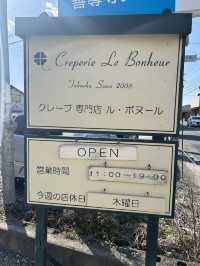 Creperie Le Bonheur
Since 2008
クレープ専門店 ル・ボヌール
営業時間
OPEN
11:00~19:00
今週の店休日
木曜日